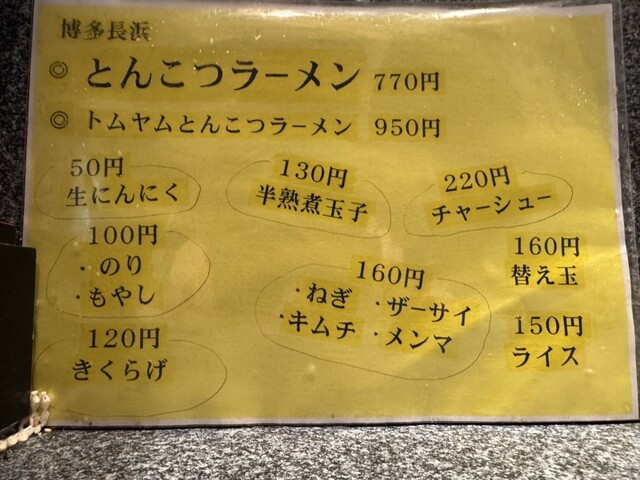 博多長浜
◎ とんこつラーメン 770円
◎ トムヤムとんこつラーメン 950円
50円
生にんにく
130円
半熟煮玉子
220円
チャーシュー
100円
・のり
・もやし
160円
・ねぎ ・ザーサイ
・キムチ ・メンマ
160円
替え玉
120円
きくらげ
150円
ライス